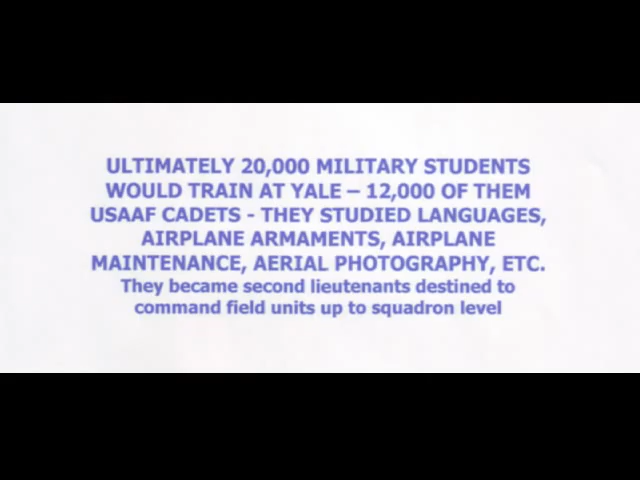 ULTIMATELY 20,000 MILITARY STUDENTS
WOULD TRAIN AT YALE – 12,000 OF THEM
USAAF CADETS - THEY STUDIED LANGUAGES,
AIRPLANE ARMAMENTS, AIRPLANE
MAINTENANCE, AERIAL PHOTOGRAPHY, ETC.
They became second lieutenants destined to
command field units up to squadron level